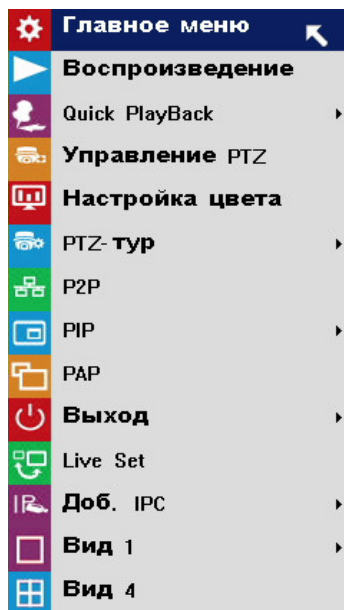 Главное меню
Воспроизведение
Quick PlayBack
Управление PTZ
Настройка цвета
PTZ-тур
P2P
PIP
PAP
Выход
Live Set
Доб. IPC
Вид 1
Вид 4